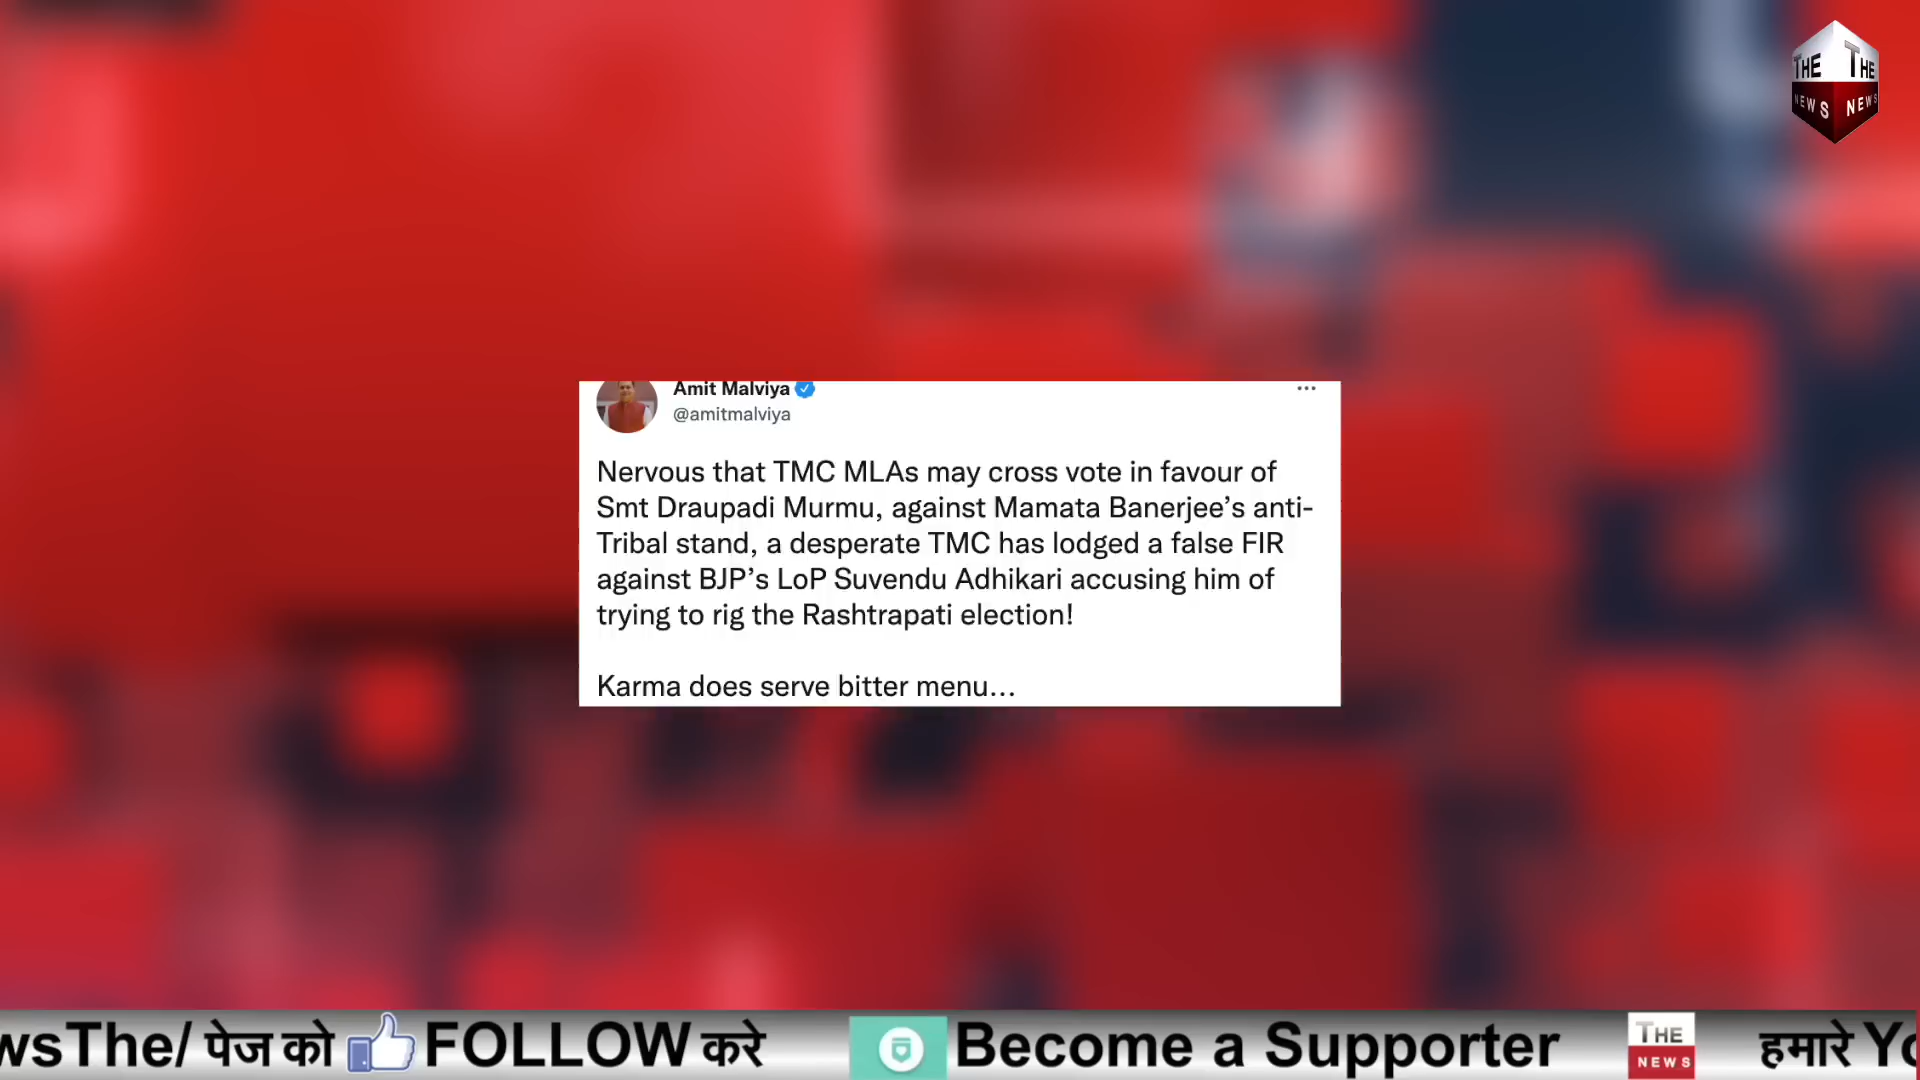 THE THE
NEWS NEWS
Amit Malviya
@amitmalviya
Nervous that TMC MLAs may cross vote in favour of
Smt Draupadi Murmu, against Mamata Banerjee’s anti-
Tribal stand, a desperate TMC has lodged a false FIR
against BJP’s LoP Suvendu Adhikari accusing him of
trying to rig the Rashtrapati election!
Karma does serve bitter menu...
wsThe/ पेज को FOLLOW करे Become a Supporter THE NEWS हमारे Yo